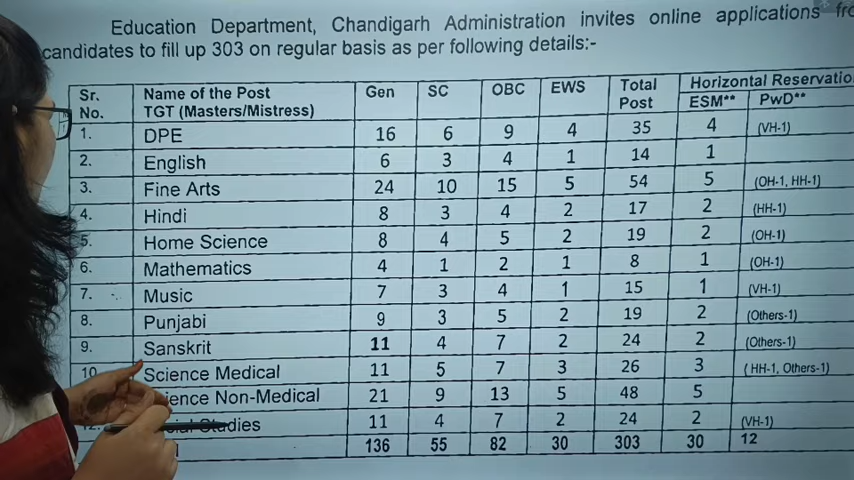 Education Department, Chandigarh Administration invites online applications
candidates to fill up 303 on regular basis as per following details:-
Sr. No. Name of the Post TGT (Masters/Mistress) Gen SC OBC EWS Total Post Horizontal ESM** PwD**
1. DPE 16 6 9 4 35 4 (VH-1)
2. English 6 3 4 1 14 1
3. Fine Arts 24 10 15 5 54 5 (OH-1, HH-1)
4. Hindi 8 3 4 2 17 2 (HH-1)
5. Home Science 8 4 5 2 19 2 (OH-1)
6. Mathematics 4 1 2 1 8 1 (OH-1)
7. Music 7 3 4 1 15 1 (VH-1)
8. Punjabi 9 3 5 2 19 2 (Others-1)
9. Sanskrit 11 4 7 2 24 2 (Others-1)
10. Science Medical 11 5 7 3 26 3 ( HH-1, Others-1)
Non-Medical 21 9 13 5 48 5
11 4 7 2 24 2 (VH-1)
136 55 82 30 303 30 12